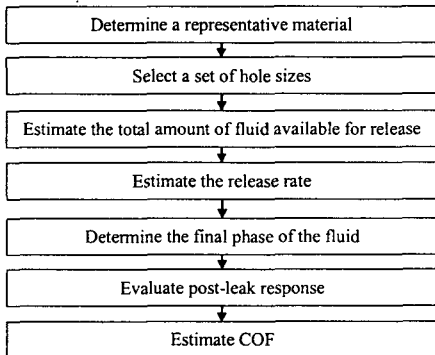 Determine a representative material
Select a set of hole sizes
Estimate the total amount of fluid available for release
Estimate the release rate
Determine the final phase of the fluid
Evaluate post-leak response
Estimate COF